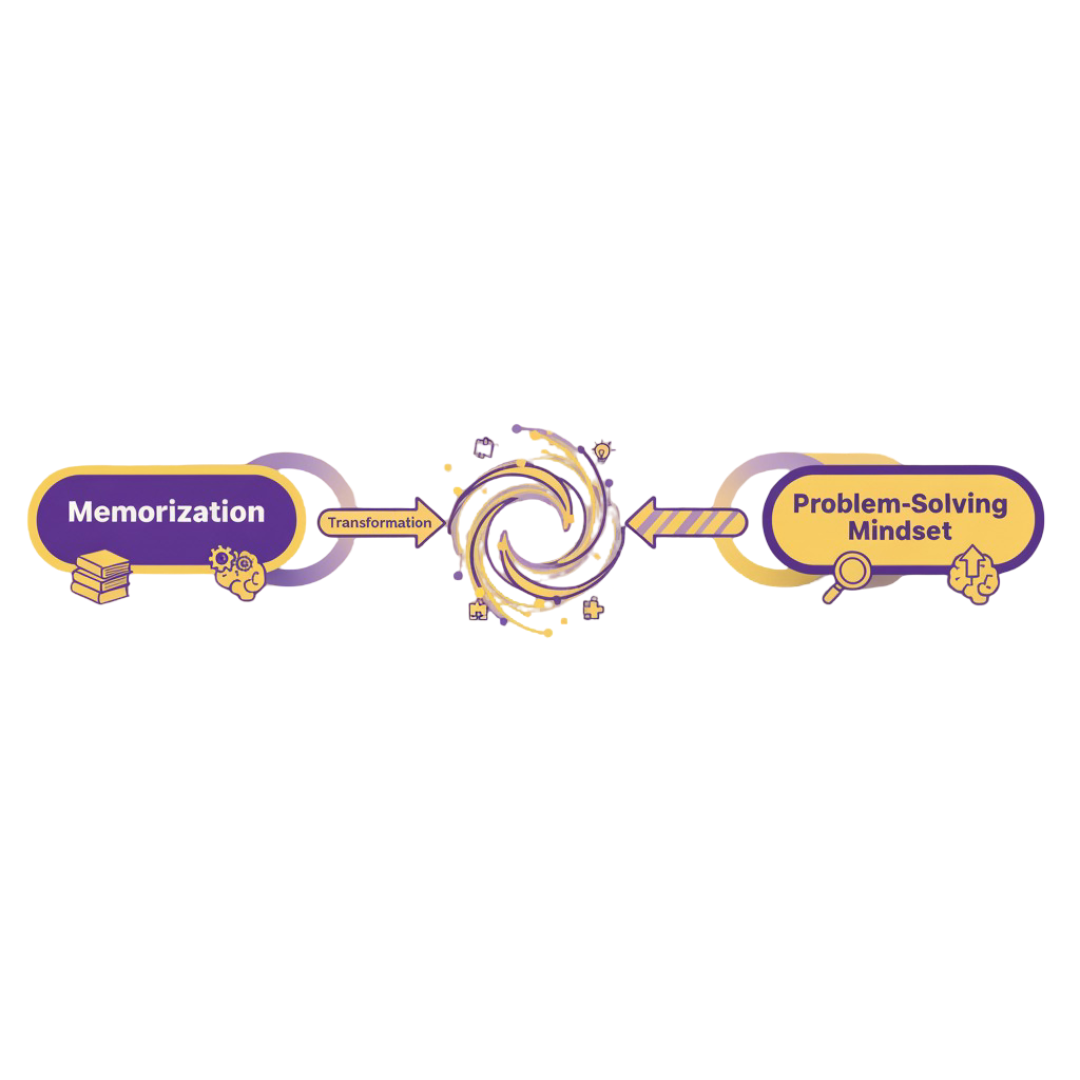 Memorization
Transformation
Problem-Solving
Mindset